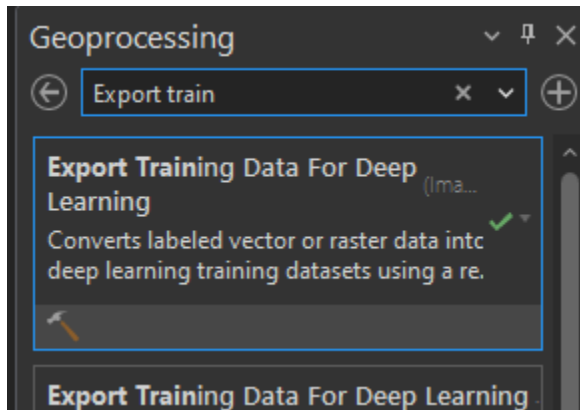 Geoprocessing
Export train
Export Training Data For Deep
(Ima...
Learning
Converts labeled vector or raster data into
deep learning training datasets using a re.
Export Training Data For Deep Learning